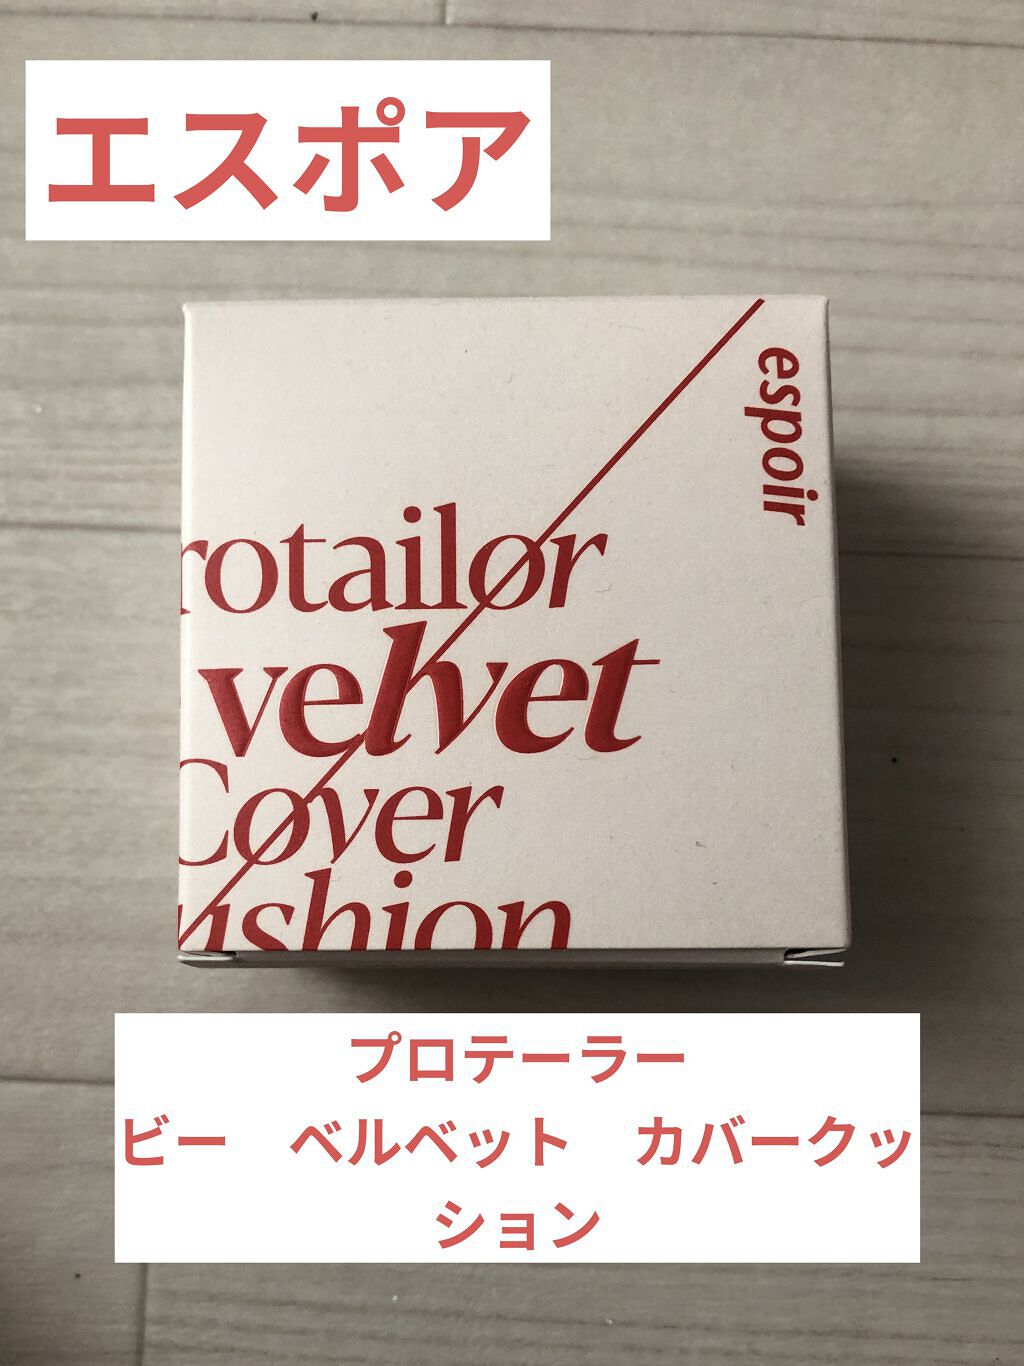 エスポア
espoir
rotailor
velvet
Cover
ushion
プロテーラー
ビー　ベルベット　カバークッ
ション